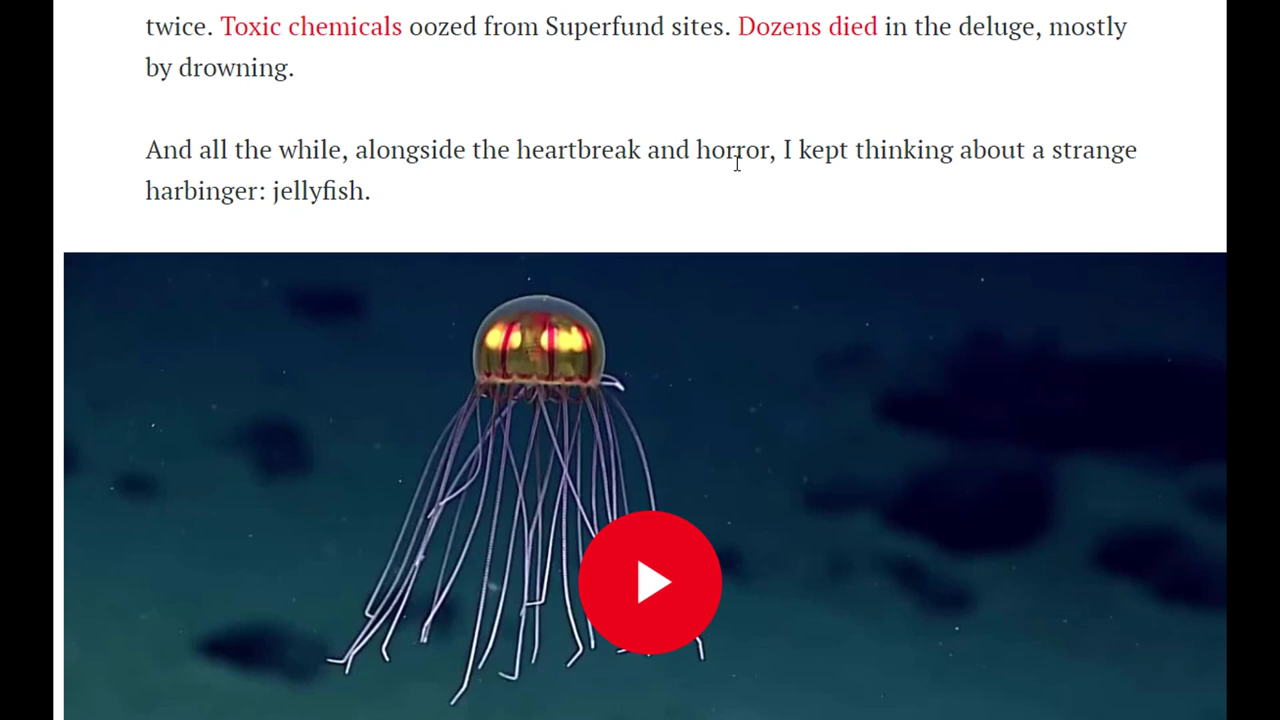 twice. Toxic chemicals oozed from Superfund sites. Dozens died in the deluge, mostly
by drowning.
And all the while, alongside the heartbreak and horror, I kept thinking about a strange
harbinger: jellyfish.